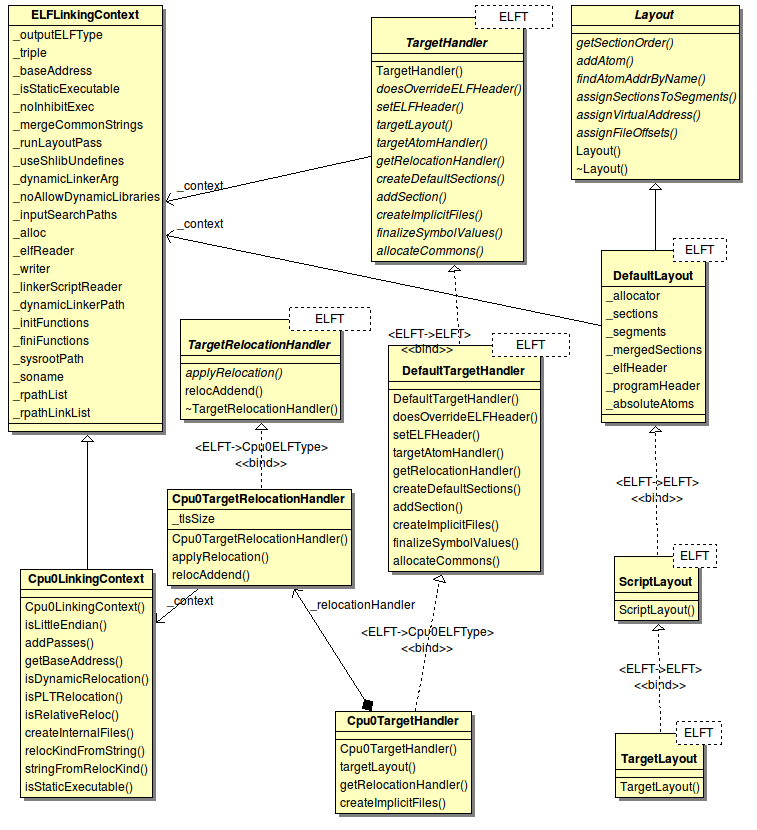 ELFLinkingContext
_outputELFType
_triple
_baseAddress
_isStaticExecutable
_noInhibitExec
_mergeCommonStrings
_runLayoutPass
_useShlibUndefines
_dynamicLinkerArg
_noAllowDynamicLibraries
_inputSearchPaths
_alloc
_elfReader
_writer
_linkerScriptReader
_dynamicLinkerPath
_initFunctions
_finiFunctions
_sysrootPath
_soname
_rpathList
_rpathLinkList
ELFT
TargetHandler
TargetHandler()
doesOverrideELFHeader()
setELFHeader()
targetLayout()
targetAtomHandler()
getRelocationHandler()
createDefaultSections()
addSection()
createImplicitFiles()
finalizeSymbolValues()
allocateCommons()
Layout
getSectionOrder()
addAtom()
findAtomAddrByName()
assignSectionsToSegments()
assignVirtualAddress()
assignFileOffsets()
Layout()
~Layout()
_context
_context
ELFT
DefaultLayout
_allocator
_sections
_segments
_mergedSections
_elfHeader
_programHeader
_absoluteAtoms
ELFT
TargetRelocationHandler
applyRelocation()
relocAddend()
~TargetRelocationHandler()
<ELFT->ELFT>
<<bind>>
ELFT
DefaultTargetHandler
DefaultTargetHandler()
doesOverrideELFHeader()
setELFHeader()
targetAtomHandler()
getRelocationHandler()
createDefaultSections()
addSection()
createImplicitFiles()
finalizeSymbolValues()
allocateCommons()
<ELFT->Cpu0ELFType>
<<bind>>
Cpu0TargetRelocationHandler
_tlsSize
Cpu0TargetRelocationHandler()
applyRelocation()
relocAddend()
<ELFT->ELFT>
<<bind>>
ELFT
ScriptLayout
ScriptLayout()
Cpu0LinkingContext
Cpu0LinkingContext()
isLittleEndian()
addPasses()
getBaseAddress()
isDynamicRelocation()
isPLTRelocation()
isRelativeReloc()
createInternalFiles()
relocKindFromString()
stringFromRelocKind()
isStaticExecutable()
_context
_relocationHandler
<ELFT->Cpu0ELFType>
<<bind>>
Cpu0TargetHandler
Cpu0TargetHandler()
targetLayout()
getRelocationHandler()
createImplicitFiles()
<ELFT->ELFT>
<<bind>>
ELFT
TargetLayout
TargetLayout()